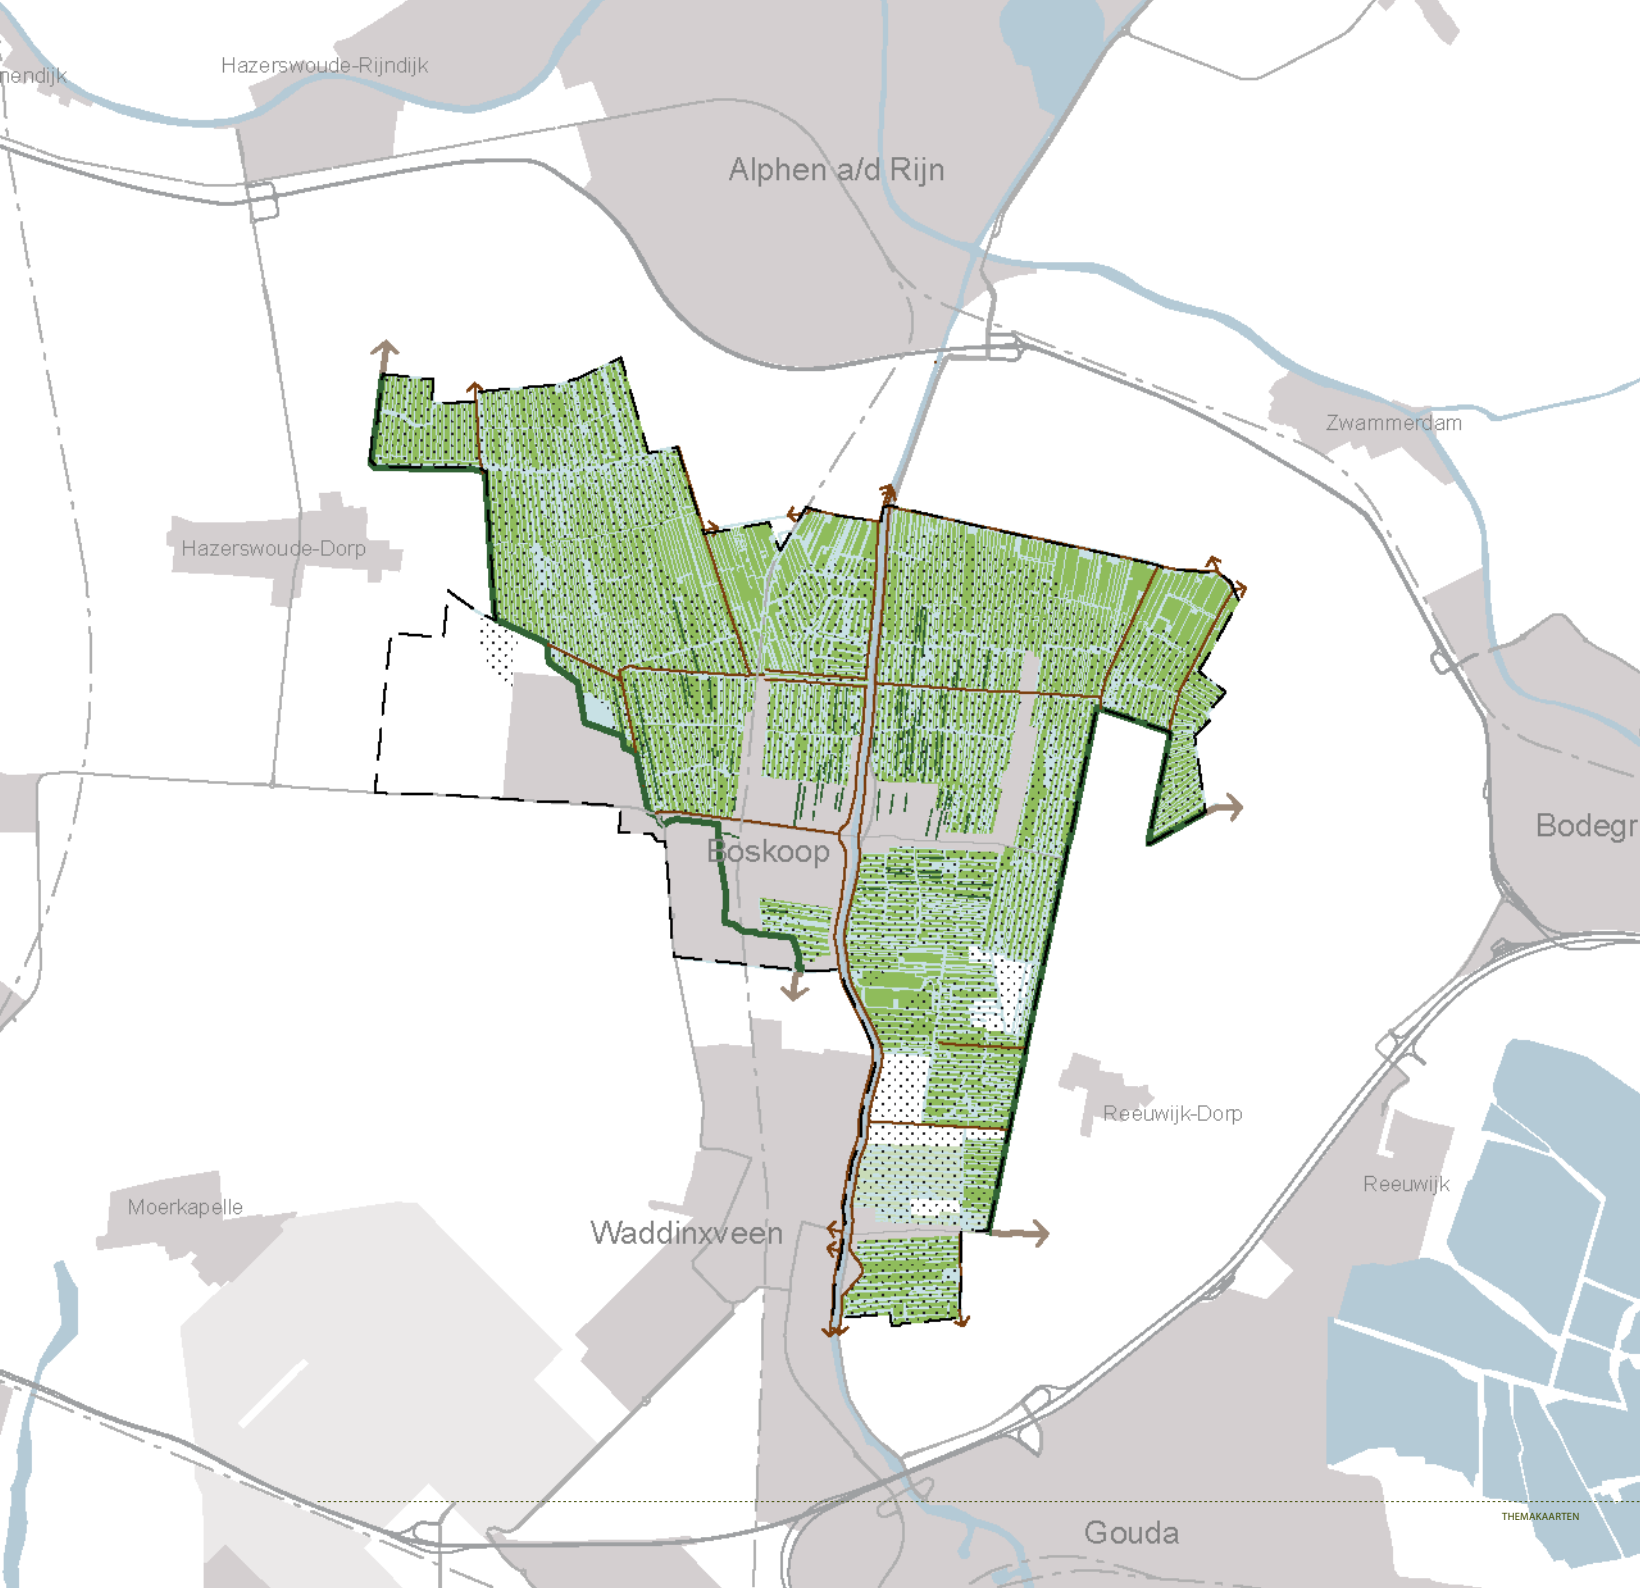 Hazerswoude-Rijndijk
nendijk
Alphen a/d Rijn
Zwammerdam
Hazerswoude-Dorp
Bodegr
Boskoop
Reeuwijk-Dorp
Reeuwijk
Moerkapelle
Waddinxveen
THEMAKAARTEN
Gouda